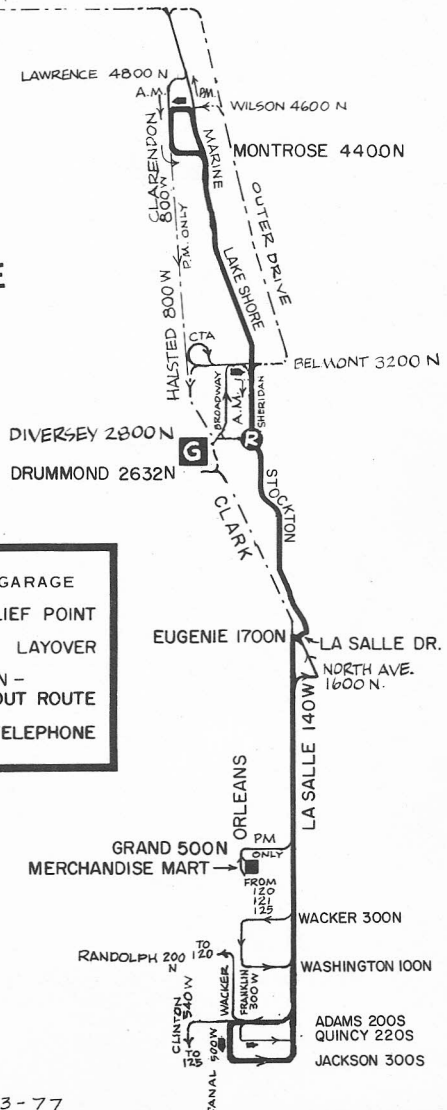 LAWRENCE 4800 N
A.M.
P.M.
WILSON 4600 N
MARINE
MONTROSE 4400N
CLARENDON
800W
P.M. ONLY
OUTER DRIVE
LAKE SHORE
E
HALSTED 800W
CTA
BELMONT 3200 N
BROADWAY
A.M.
SHERIDAN
DIVERSEY 2800N
G
R
DRUMMOND 2632N
STOCKTON
CLARK
GARAGE
LIEF POINT
LAYOVER
N -
OUT ROUTE
ELEPHONE
EUGENIE 1700N
LA SALLE DR.
NORTH AVE.
1600 N.
LA SALLE 140W
ORLEANS
GRAND 500N
PM
ONLY
MERCHANDISE MART
FROM
120
121
125
WACKER 300N
RANDOLPH 200
N
TO
120
WASHINGTON 100N
WACKER
FRANKLIN
300 W
CLINTON
540W
TO
125
CANAL 500W
ADAMS 200S
QUINCY 220S
JACKSON 300S
3-77